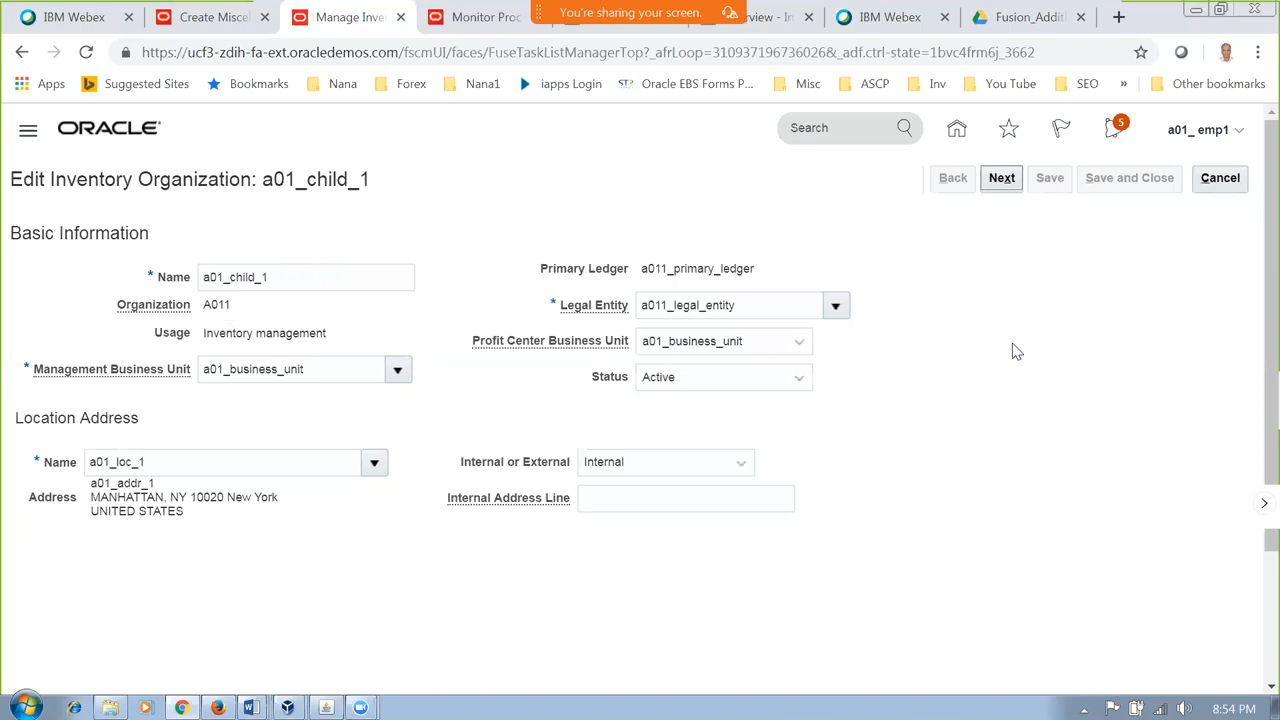 IBM Webex
Create Miscel
Manage Inve
Monitor Proc
You're sharing your screen.
rview - In
IBM Webex
Fusion_Addit
https://ucf3-zdih-fa-ext.oracledemos.com/fscmUI/faces/FuseTaskListManagerTop?_afrLoop=310937196736026&_adf.ctrl-state=1bvc4frm6j_3662
Apps Suggested Sites Bookmarks Nana Forex Nana1 iapps Login Oracle EBS Forms P... Misc ASCP Inv You Tube SEO » Other bookmarks
ORACLE
Search
5
a01_ emp1
Edit Inventory Organization: a01_child_1
Back Next Save Save and Close Cancel
Basic Information
* Name a01_child_1
Organization A011
Usage Inventory management
* Management Business Unit a01_business_unit
Primary Ledger a011_primary_ledger
* Legal Entity a011_legal_entity
Profit Center Business Unit a01_business_unit
Status Active
Location Address
* Name a01_loc_1
Address a01_addr_1
MANHATTAN, NY 10020 New York
UNITED STATES
Internal or External Internal
Internal Address Line
8:54 PM